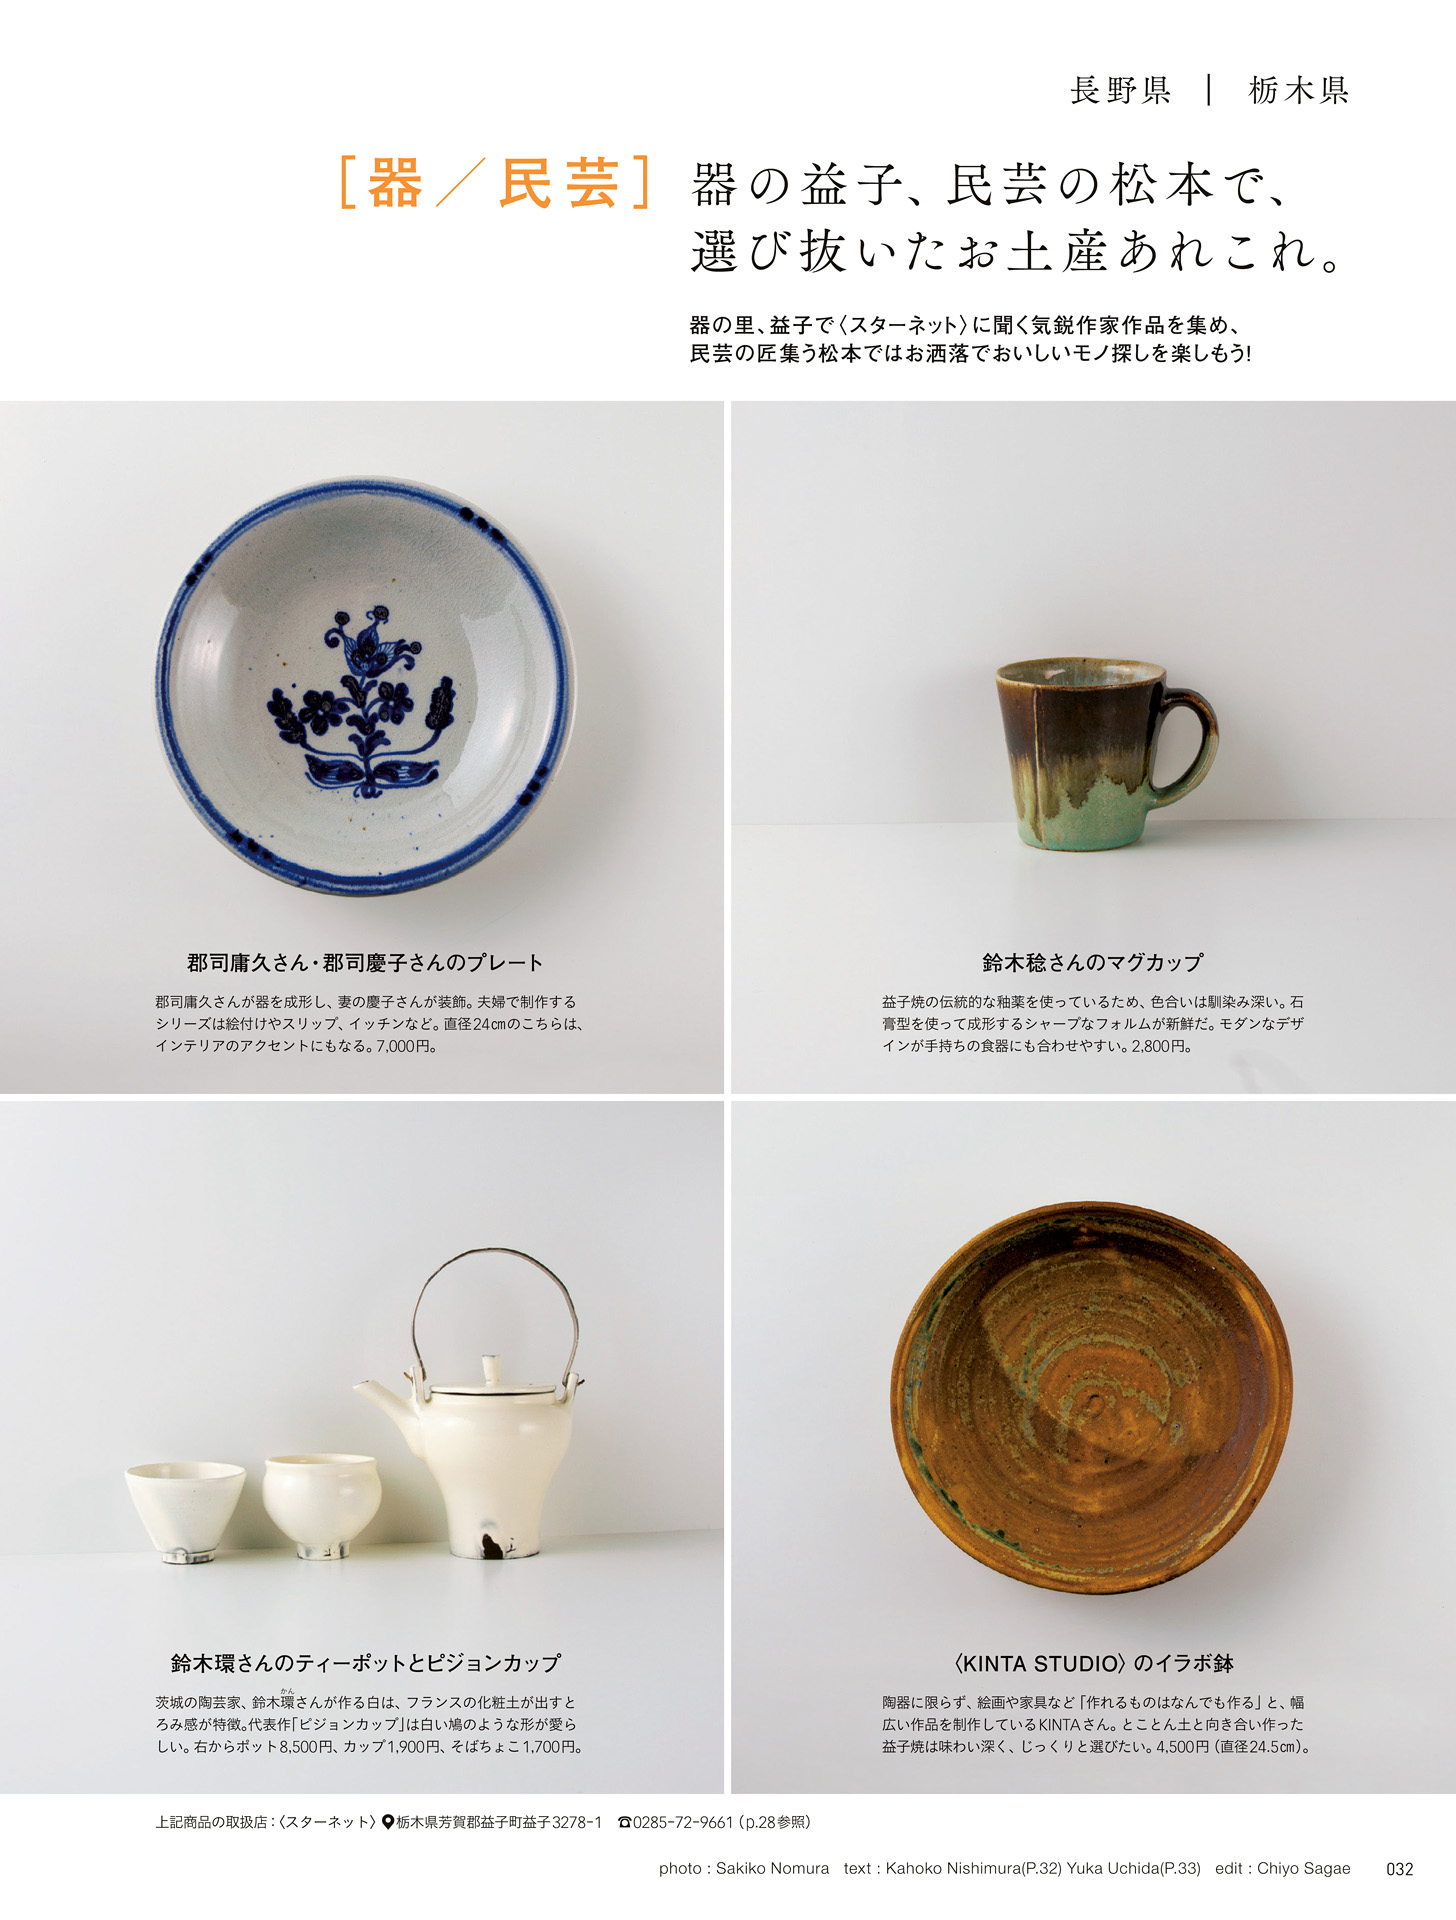 長野県 | 栃木県
[器／民芸] 器の益子、民芸の松本で、
選び抜いたお土産あれこれ。
器の里、益子で〈スターネット〉に聞く気鋭作家作品を集め、
民芸の匠集う松本ではお洒落でおいしいモノ探しを楽しもう！
郡司庸久さん・郡司慶子さんのプレート
郡司庸久さんが器を成形し、妻の慶子さんが装飾。夫婦で制作する
シリーズは絵付けやスリップ、イッチンなど。直径24㎝のこちらは、
インテリアのアクセントにもなる。7,000円。
鈴木稔さんのマグカップ
益子焼の伝統的な釉薬を使っているため、色合いは馴染み深い。石
膏型を使って成形するシャープなフォルムが新鮮だ。モダンなデザ
インが手持ちの食器にも合わせやすい。2,800円。
鈴木環さんのティーポットとピジョンカップ
かん
茨城の陶芸家、鈴木環さんが作る白は、フランスの化粧土が出すと
ろみ感が特徴。代表作「ピジョンカップ」は白い鳩のような形が愛ら
しい。右からポット8,500円、カップ1,900円、そばちょこ1,700円。
〈KINTA STUDIO〉のイラボ鉢
陶器に限らず、絵画や家具など「作れるものはなんでも作る」と、幅
広い作品を制作しているKINTAさん。とことん土と向き合い作った
益子焼は味わい深く、じっくりと選びたい。4,500円（直径24.5㎝）。
上記商品の取扱店：〈スターネット〉 栃木県芳賀郡益子町益子3278-1 ☎0285-72-9661（p.28参照）
photo : Sakiko Nomura text : Kahoko Nishimura(P.32) Yuka Uchida(P.33) edit : Chiyo Sagae 032